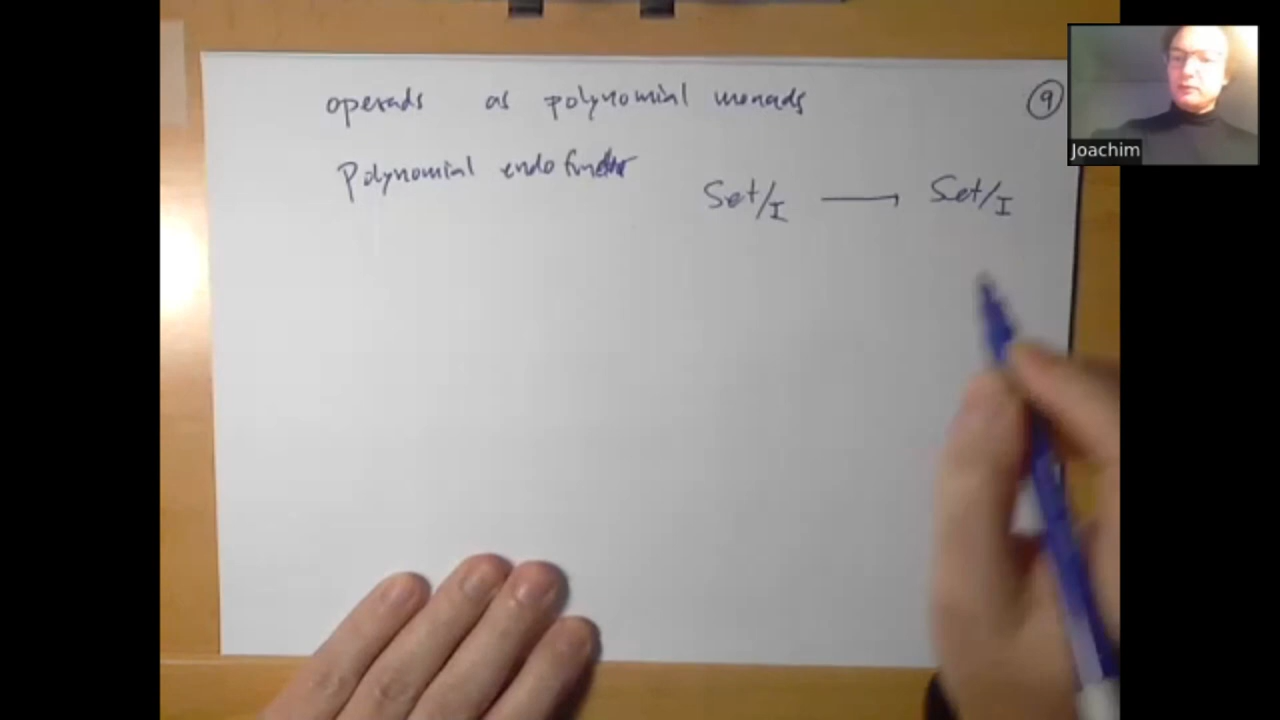 operads as polynomial monads 9
Polynomial endofunctor Set/I → Set/I
Joachim